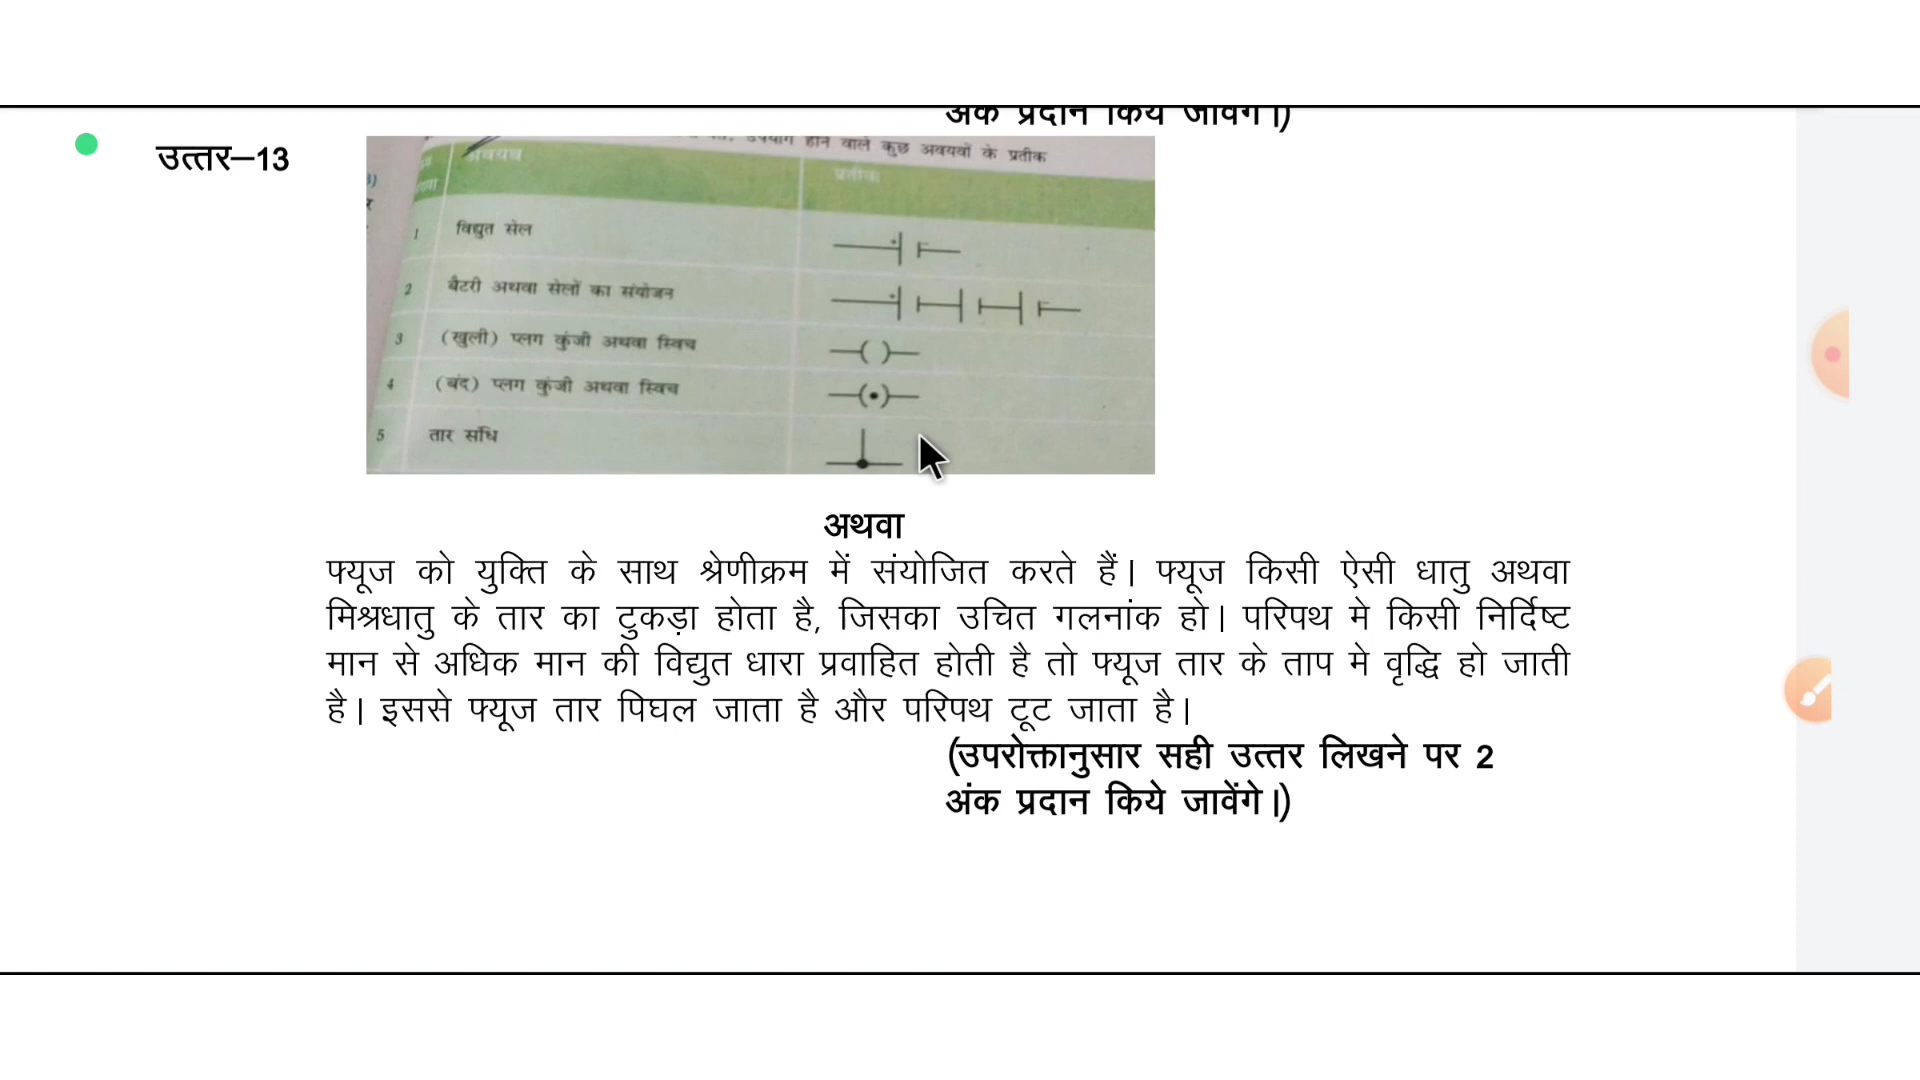 अंक प्रदान किये जावेंगे।)
उत्तर–13
उपयोग होने वाले कुछ अवयवों के प्रतीक
अवयव
प्रतीक
1 विद्युत सेल
2 बैटरी अथवा सेलों का संयोजन
3 (खुली) प्लग कुंजी अथवा स्विच
4 (बंद) प्लग कुंजी अथवा स्विच
5 तार संधि
अथवा
फ्यूज को युक्ति के साथ श्रेणीक्रम में संयोजित करते हैं। फ्यूज किसी ऐसी धातु अथवा
मिश्रधातु के तार का टुकड़ा होता है, जिसका उचित गलनांक हो। परिपथ मे किसी निर्दिष्ट
मान से अधिक मान की विद्युत धारा प्रवाहित होती है तो फ्यूज तार के ताप मे वृद्धि हो जाती
है। इससे फ्यूज तार पिघल जाता है और परिपथ टूट जाता है।
(उपरोक्तानुसार सही उत्तर लिखने पर 2
अंक प्रदान किये जावेंगे।)